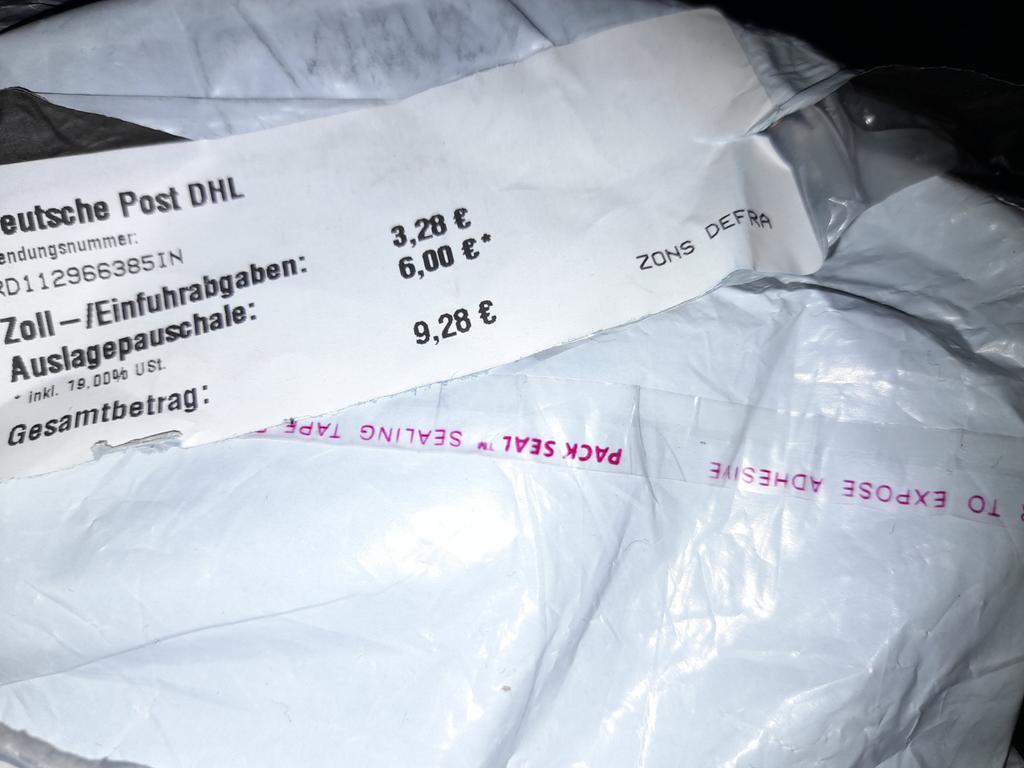 eutsche Post DHL
endungsnummer:
RD112966385IN
Zoll-/Einfuhrabgaben: 3,28 €
Auslagepauschale: 6,00 €*
* inkl. 19,00% USt.
Gesamtbetrag: 9,28 €
ZONS DEFRA
TO EXPOSE ADHESIVE PACK SEAL™ SEALING TAPE